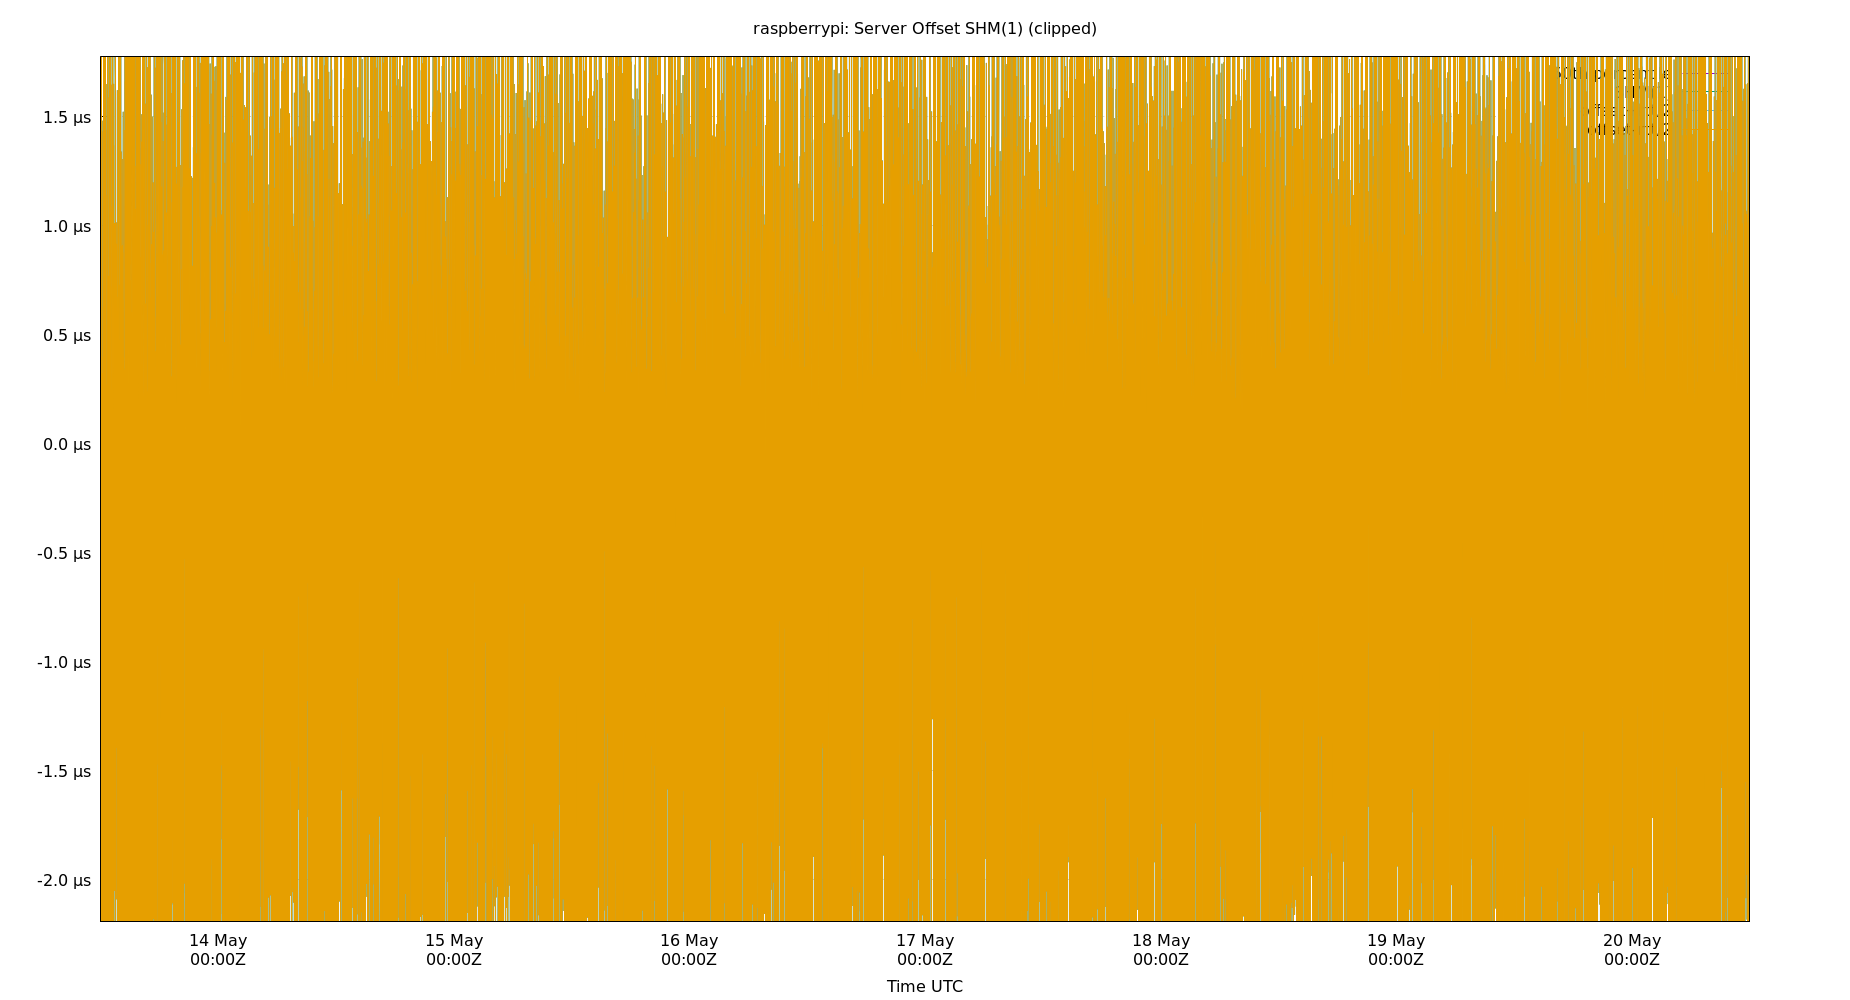 raspberrypi: Server Offset SHM(1) (clipped)
1.5 µs
1.0 µs
0.5 µs
0.0 µs
-0.5 µs
-1.0 µs
-1.5 µs
-2.0 µs
14 May 15 May 16 May 17 May 18 May 19 May 20 May
00:00Z 00:00Z 00:00Z 00:00Z 00:00Z 00:00Z 00:00Z
Time UTC